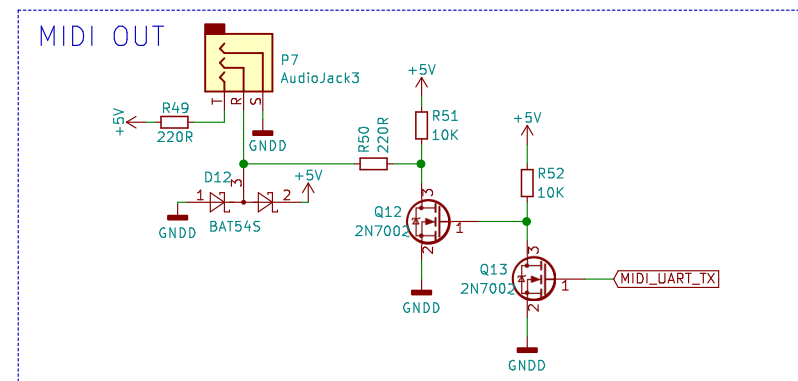 MIDI OUT
P7
AudioJack3
T
R
S
+5V
R49
220R
GNDD
R50
220R
+5V
R51
10K
+5V
R52
10K
D12
3
1
2
+5V
BAT54S
GNDD
Q12
2N7002
3
1
2
GNDD
Q13
2N7002
3
1
2
MIDI_UART_TX
GNDD